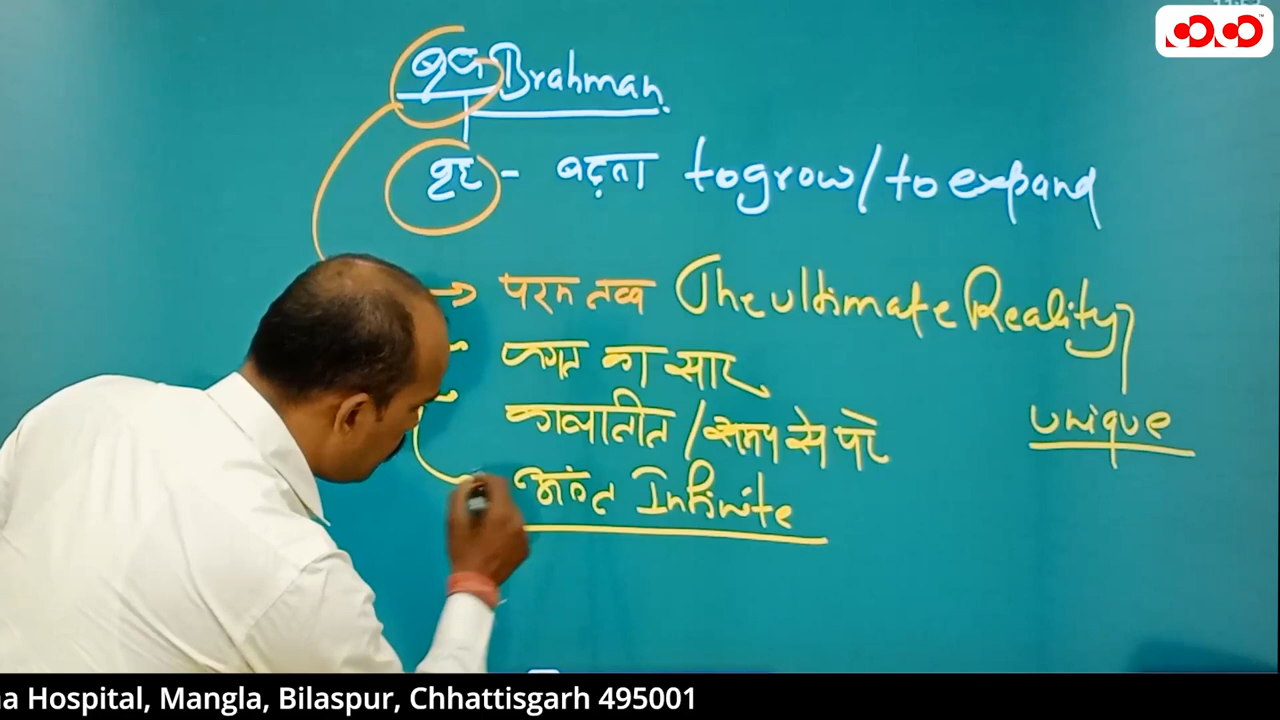 Brahman
बृह - बढ़ना to grow / to expand
→ परम तत्व The ultimate Reality
जगत का सार
unique
कालातीत / समय से परे
अनंत Infinite
na Hospital, Mangla, Bilaspur, Chhattisgarh 495001